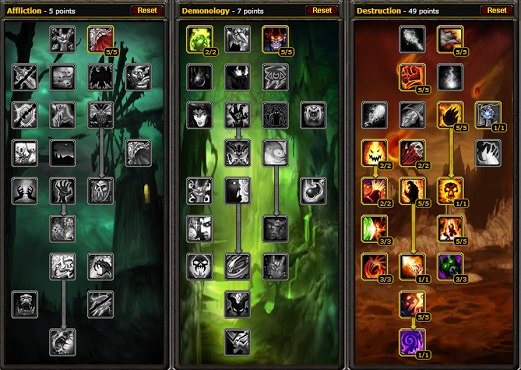 Affliction - 5 points Reset
5/5
Demonology - 7 points Reset
2/2 5/5
Destruction - 49 points Reset
5/5
5/5
5/5 1/1
2/2 2/2
2/2 5/5 1/1
3/3 5/5
3/3 1/1 3/3
5/5
1/1